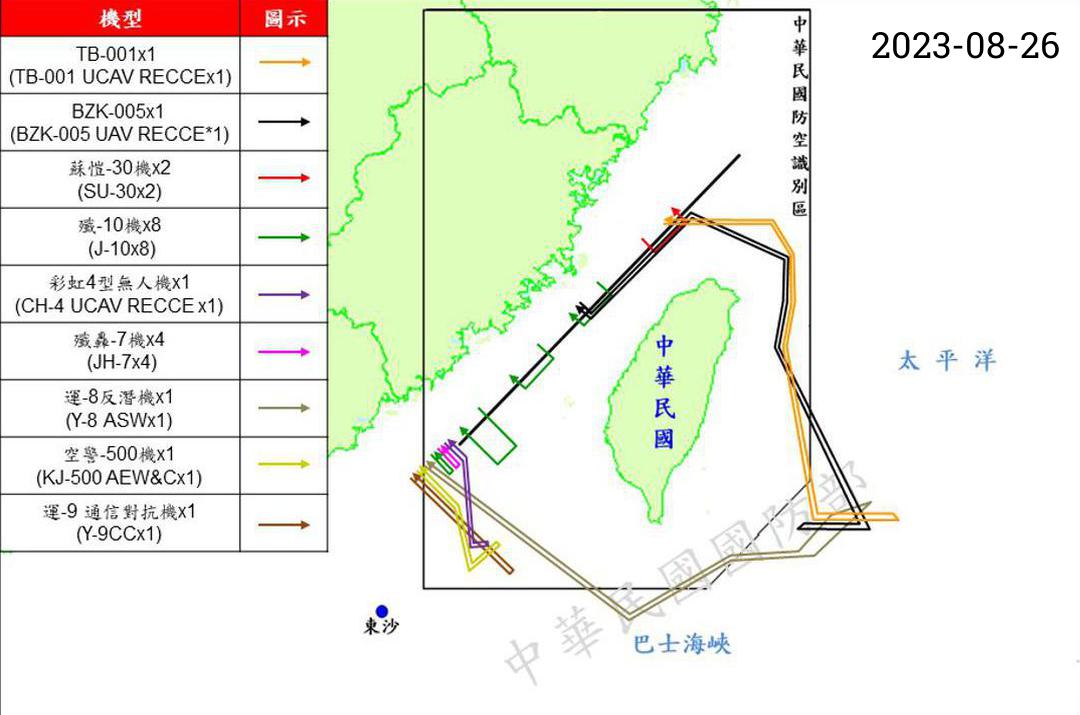 機型 圖示
TB-001x1
(TB-001 UCAV RECCEx1)
BZK-005x1
(BZK-005 UAV RECCE*1)
蘇愷-30機x2
(SU-30x2)
殲-10機x8
(J-10x8)
彩虹4型無人機x1
(CH-4 UCAV RECCE x1)
殲轟-7機x4
(JH-7x4)
運-8反潛機x1
(Y-8 ASWx1)
空警-500機x1
(KJ-500 AEW&Cx1)
運-9 通信對抗機x1
(Y-9CCx1)
2023-08-26
中華民國防空識別區
中華民國
太平洋
東沙
巴士海峽
中華民國國防部